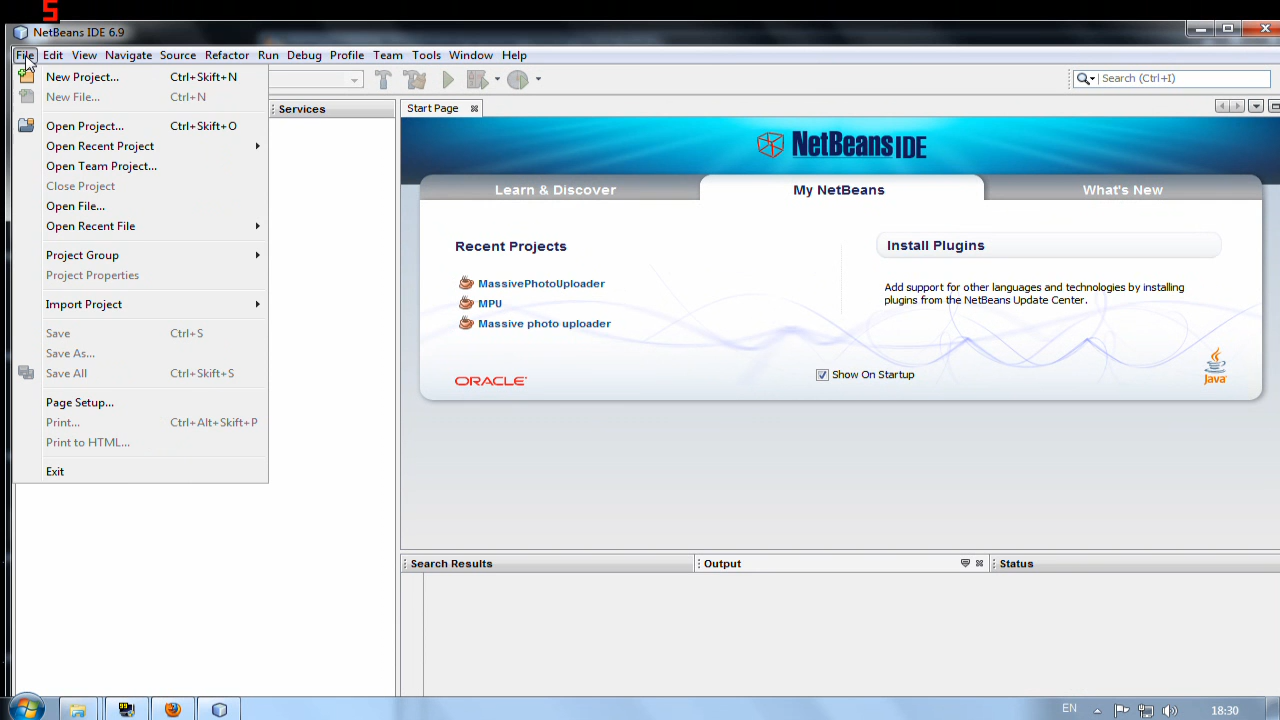 5
NetBeans IDE 6.9
File Edit View Navigate Source Refactor Run Debug Profile Team Tools Window Help
New Project... Ctrl+Skift+N
New File... Ctrl+N
Open Project... Ctrl+Skift+O
Open Recent Project
Open Team Project...
Close Project
Open File...
Open Recent File
Project Group
Project Properties
Import Project
Save Ctrl+S
Save As...
Save All Ctrl+Skift+S
Page Setup...
Print... Ctrl+Alt+Skift+P
Print to HTML...
Exit
Search (Ctrl+I)
Services
Start Page
NetBeans IDE
Learn & Discover
My NetBeans
What's New
Recent Projects
MassivePhotoUploader
MPU
Massive photo uploader
Install Plugins
Add support for other languages and technologies by installing
plugins from the NetBeans Update Center.
ORACLE
Show On Startup
Java
Search Results
Output
Status
99
EN
18:30